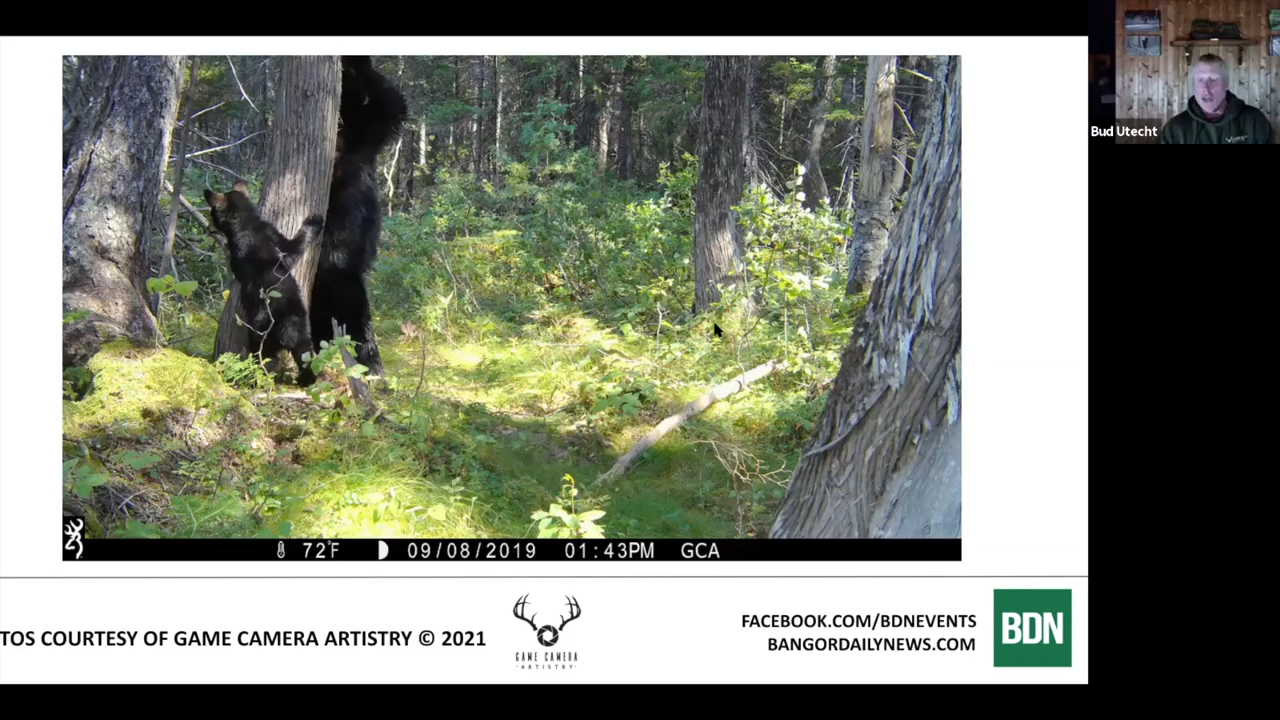 Bud Utecht
72°F 09/08/2019 01:43PM GCA
TOS COURTESY OF GAME CAMERA ARTISTRY © 2021
GAME CAMERA
ARTISTRY
FACEBOOK.COM/BDNEVENTS
BANGORDAILYNEWS.COM
BDN